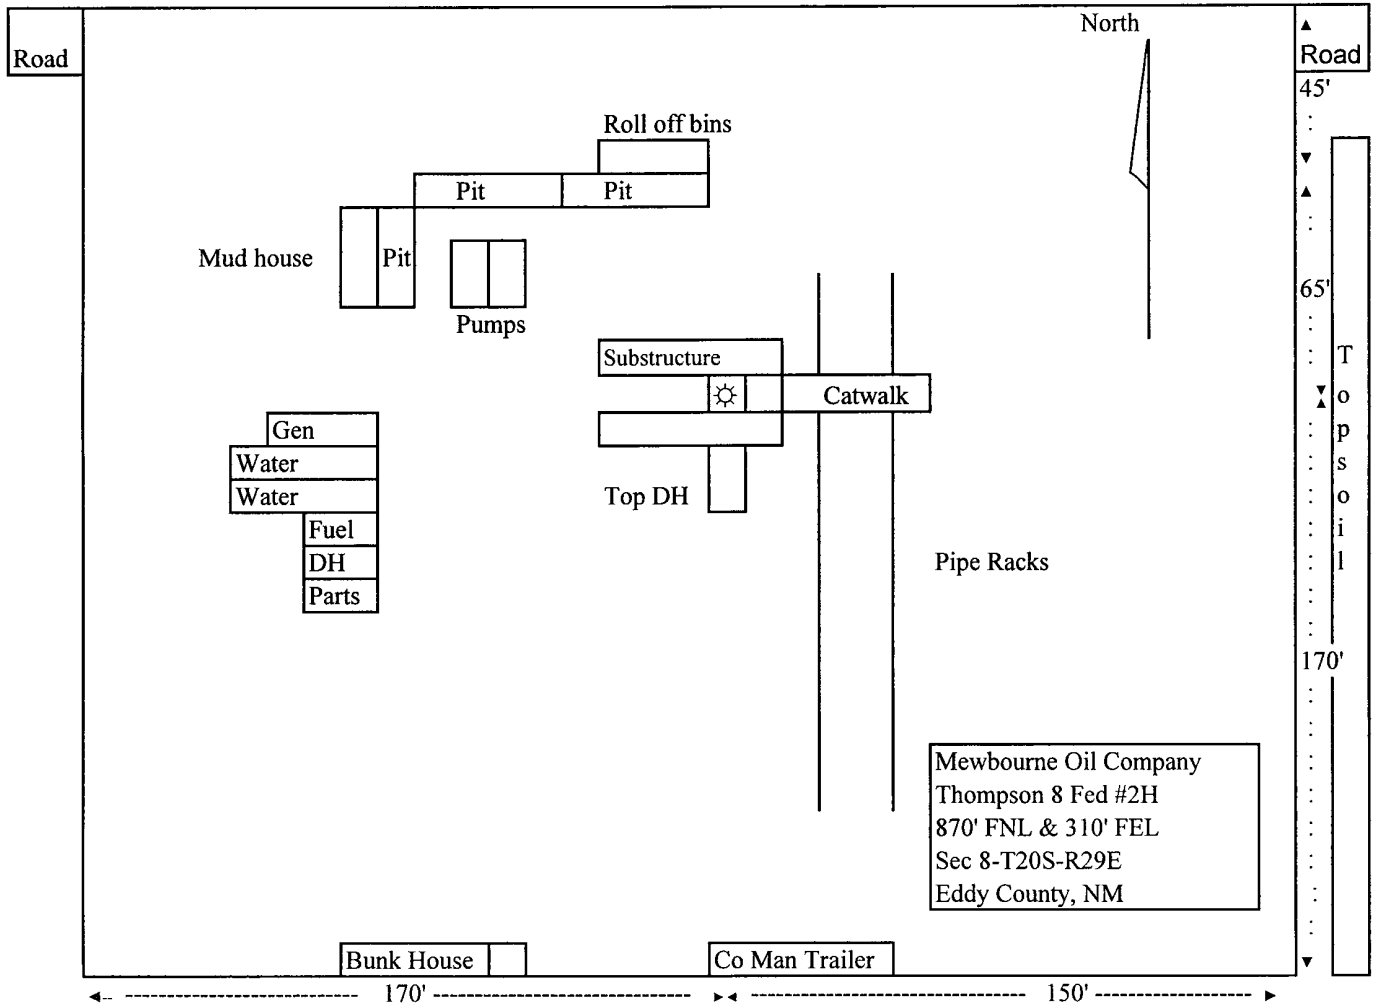 North
Road
Road
45'
Roll off bins
Pit
Pit
Mud house
Pit
65'
Pumps
Substructure
Catwalk
Topsoil
Gen
Water
Water
Top DH
Fuel
DH
Pipe Racks
Parts
170'
Mewbourne Oil Company
Thompson 8 Fed #2H
870' FNL & 310' FEL
Sec 8-T20S-R29E
Eddy County, NM
Bunk House
Co Man Trailer
170'
150'